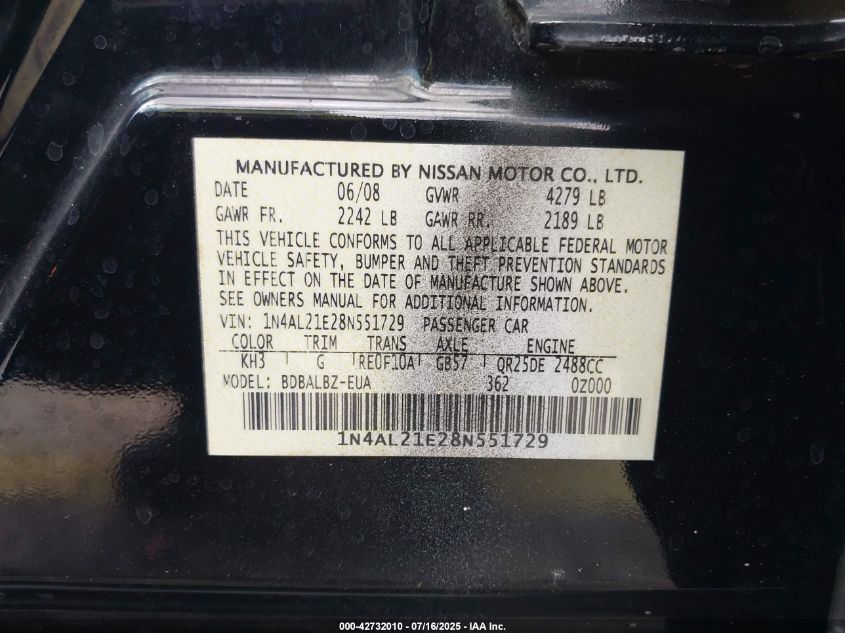 MANUFACTURED BY NISSAN MOTOR CO., LTD.
DATE 06/08 GVWR 4279 LB
GAWR FR. 2242 LB GAWR RR. 2189 LB
THIS VEHICLE CONFORMS TO ALL APPLICABLE FEDERAL MOTOR
VEHICLE SAFETY, BUMPER AND THEFT PREVENTION STANDARDS
IN EFFECT ON THE DATE OF MANUFACTURE SHOWN ABOVE.
SEE OWNERS MANUAL FOR ADDITIONAL INFORMATION.
VIN: 1N4AL21E28N551729 PASSENGER CAR
COLOR TRIM TRANS AXLE ENGINE
KH3 G RE0F10A GB57 QR25DE 2488CC
MODEL: BDBALBZ-EUA 362 0Z000
1N4AL21E28N551729
000-42732010 - 07/16/2025 - IAA Inc.